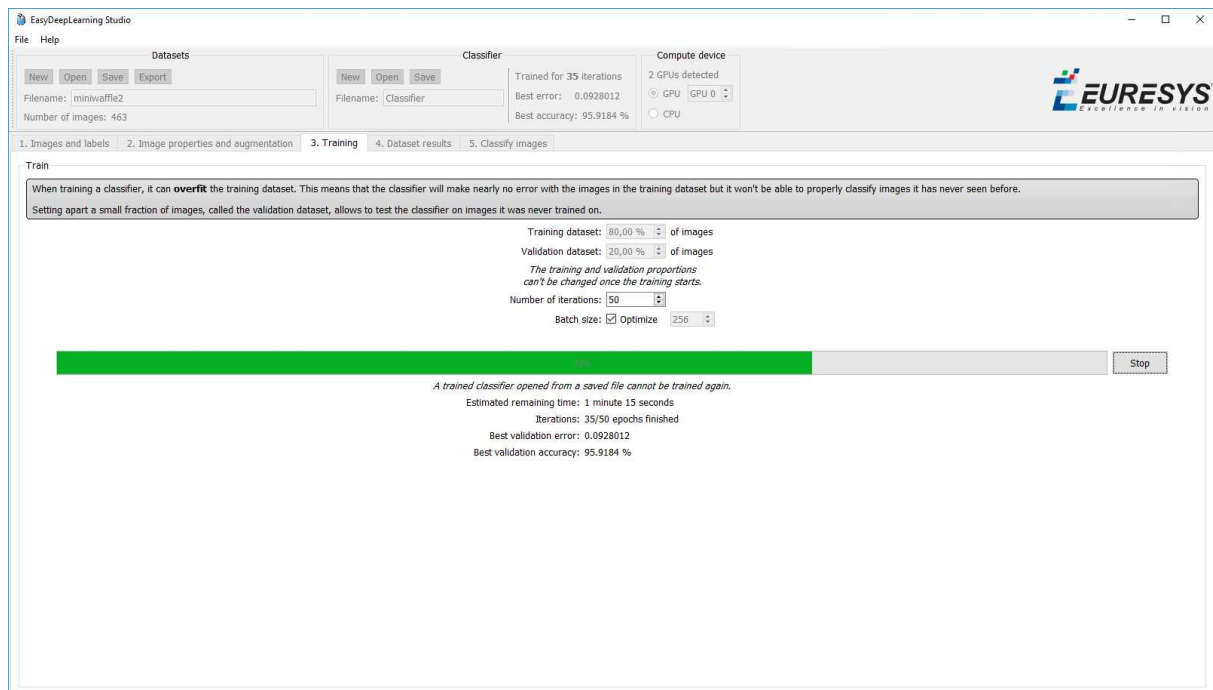 EasyDeepLearning Studio
File Help
Datasets
New Open Save Export
Filename: miniwaffle2
Number of images: 463
Classifier
New Open Save
Filename: Classifier
Trained for 35 iterations
Best error: 0.0928012
Best accuracy: 95.9184 %
Compute device
2 GPUs detected
GPU GPU 0
CPU
EURESYS
Excellence in vision
1. Images and labels 2. Image properties and augmentation 3. Training 4. Dataset results 5. Classify images
Train
When training a classifier, it can overfit the training dataset. This means that the classifier will make nearly no error with the images in the training dataset but it won't be able to properly classify images it has never seen before.
Setting apart a small fraction of images, called the validation dataset, allows to test the classifier on images it was never trained on.
Training dataset: 80,00 % of images
Validation dataset: 20,00 % of images
The training and validation proportions
can't be changed once the training starts.
Number of iterations: 50
Batch size: Optimize 256
Stop
A trained classifier opened from a saved file cannot be trained again.
Estimated remaining time: 1 minute 15 seconds
Iterations: 35/50 epochs finished
Best validation error: 0.0928012
Best validation accuracy: 95.9184 %